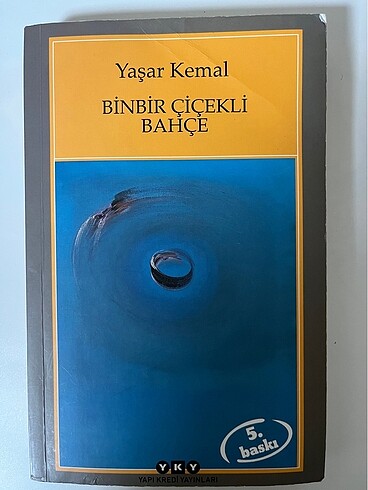 Yaşar Kemal
BİNBİR ÇİÇEKLİ
BAHÇE
5.
baskı
YKY
YAPI KREDİ YAYINLARI